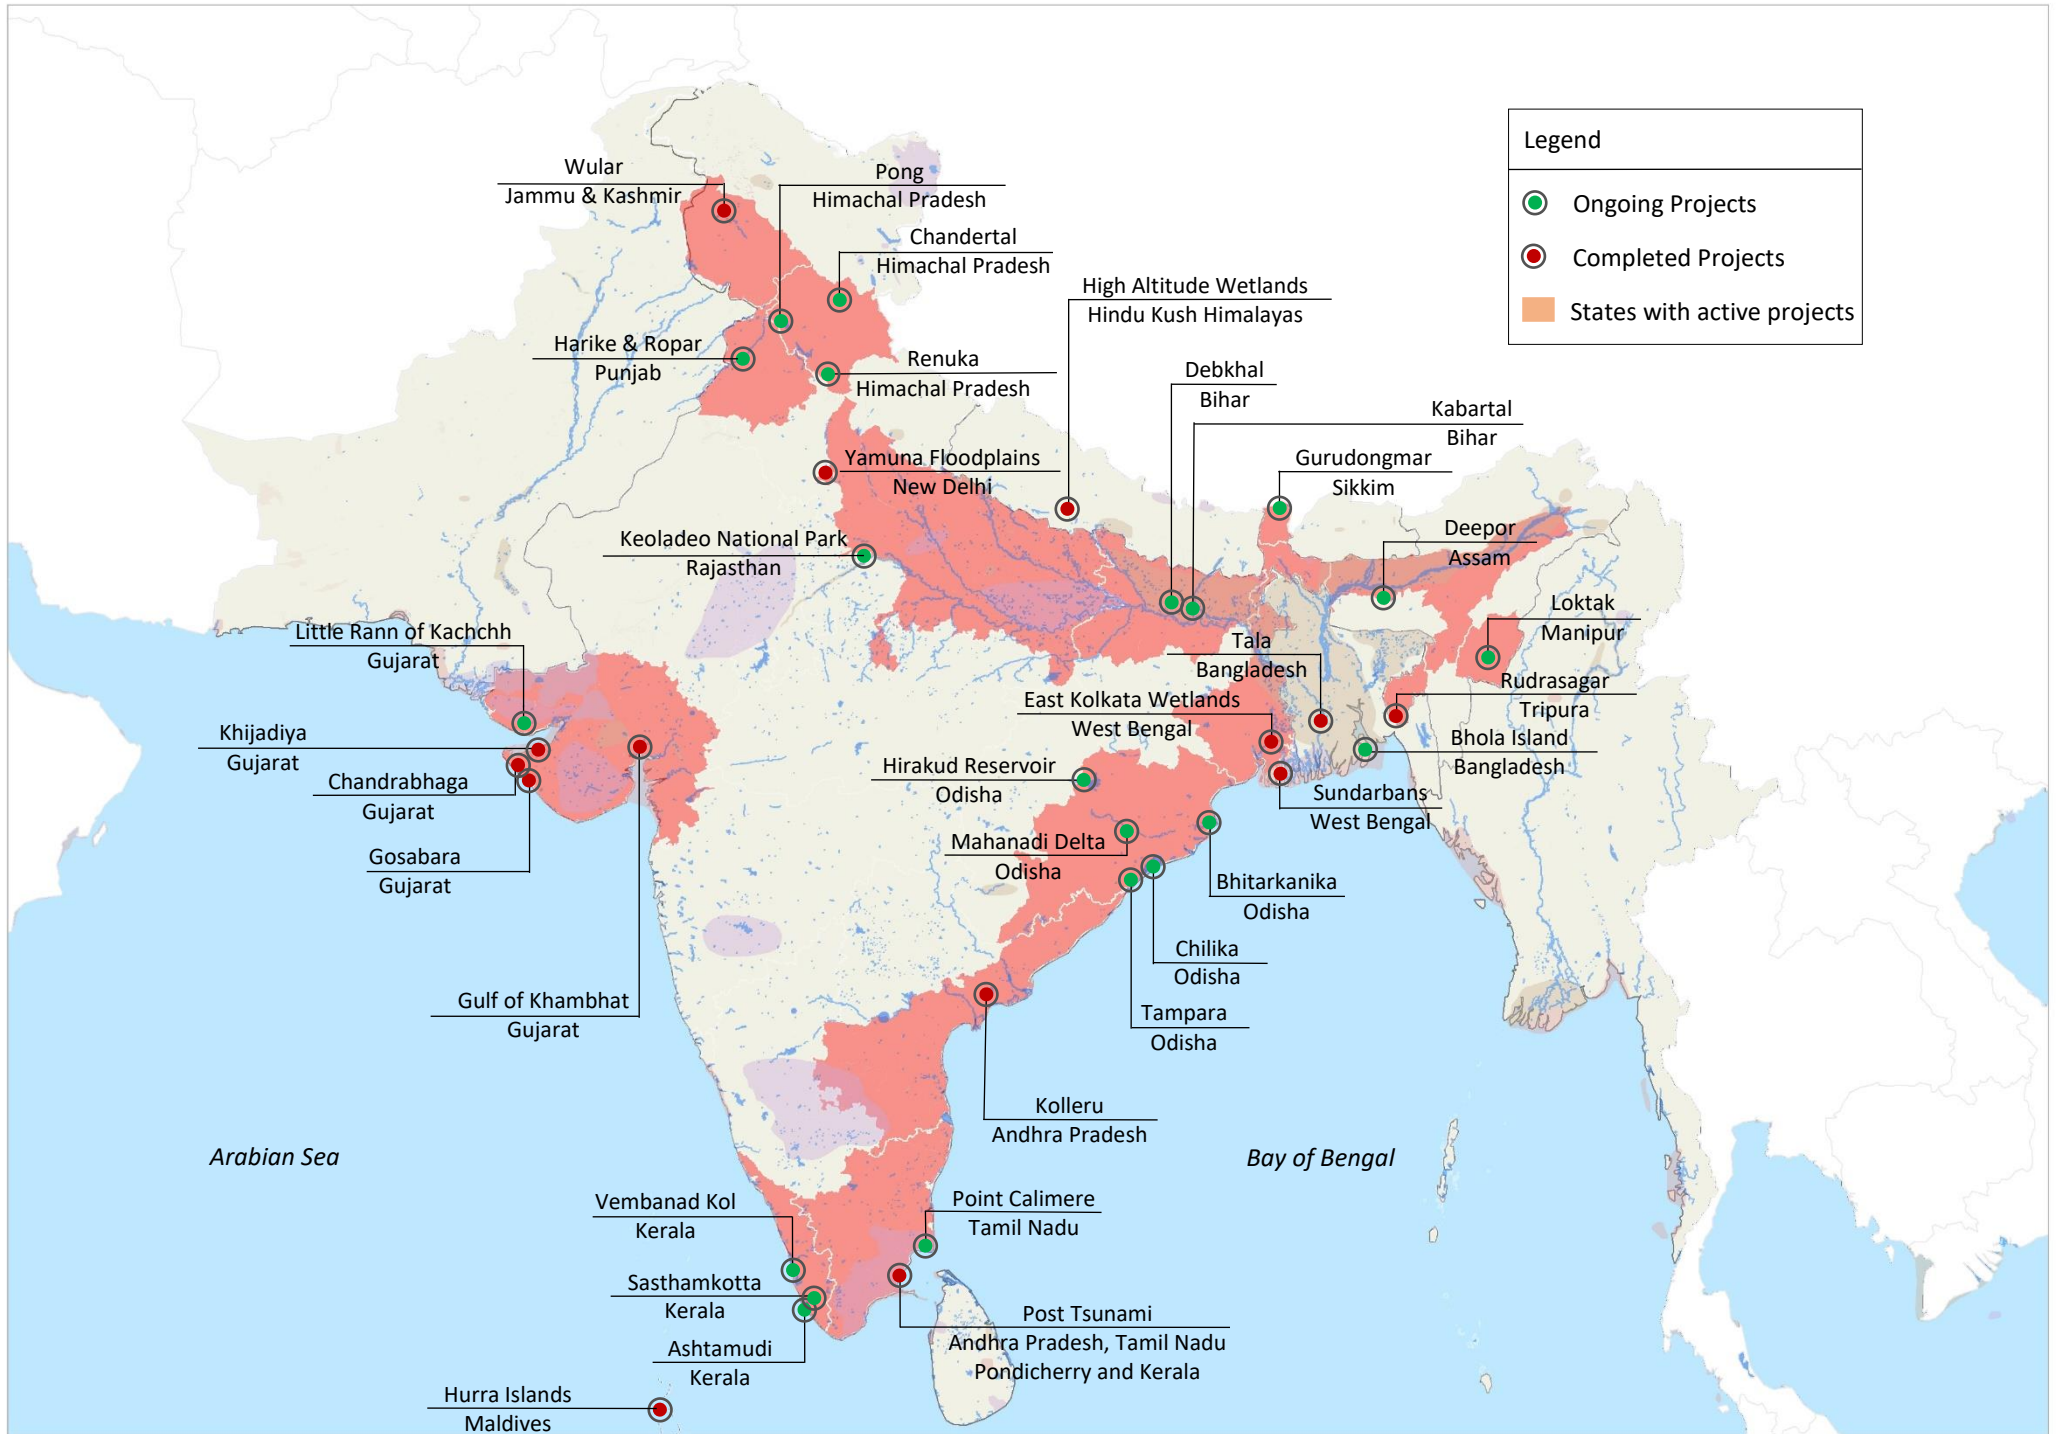 Legend
Ongoing Projects
Completed Projects
States with active projects
Wular
Jammu & Kashmir
Pong
Himachal Pradesh
Chandertal
Himachal Pradesh
High Altitude Wetlands
Hindu Kush Himalayas
Harike & Ropar
Punjab
Renuka
Himachal Pradesh
Debkhal
Bihar
Kabartal
Bihar
Yamuna Floodplains
New Delhi
Gurudongmar
Sikkim
Keoladeo National Park
Rajasthan
Deepor
Assam
Loktak
Manipur
Little Rann of Kachchh
Gujarat
Tala
Bangladesh
Rudrasagar
Tripura
East Kolkata Wetlands
West Bengal
Khijadiya
Gujarat
Bhola Island
Bangladesh
Chandrabhaga
Gujarat
Hirakud Reservoir
Odisha
Sundarbans
West Bengal
Gosabara
Gujarat
Mahanadi Delta
Odisha
Bhitarkanika
Odisha
Chilika
Odisha
Gulf of Khambhat
Gujarat
Tampara
Odisha
Kolleru
Andhra Pradesh
Arabian Sea
Bay of Bengal
Vembanad Kol
Kerala
Point Calimere
Tamil Nadu
Sasthamkotta
Kerala
Post Tsunami
Andhra Pradesh, Tamil Nadu
Pondicherry and Kerala
Ashtamudi
Kerala
Hurra Islands
Maldives